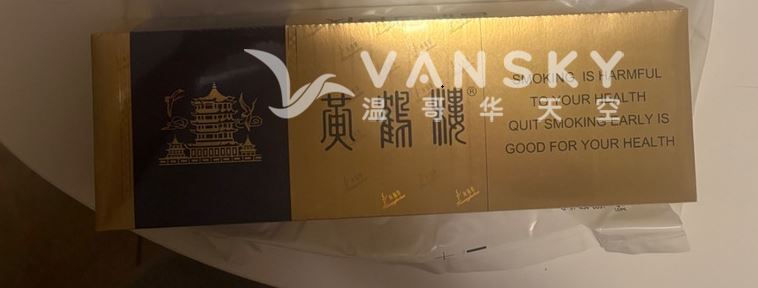 VANSKY
温哥华天空
黄鹤楼®
SMOKING IS HARMFUL
TO YOUR HEALTH
QUIT SMOKING EARLY IS
GOOD FOR YOUR HEALTH